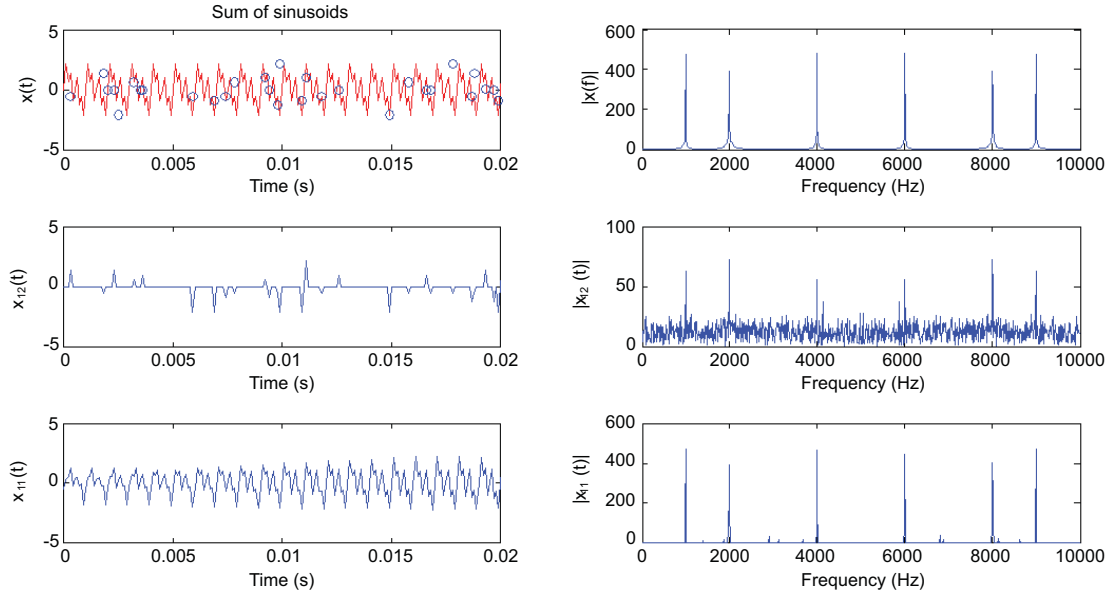 Sum of sinusoids
5
0
-5
x(t)
0 0.005 0.01 0.015 0.02
Time (s)
600
400
200
0
|x(f)|
0 2000 4000 6000 8000 10000
Frequency (Hz)
5
0
-5
x12(t)
0 0.005 0.01 0.015 0.02
Time (s)
100
50
0
|x12 (t)|
0 2000 4000 6000 8000 10000
Frequency (Hz)
5
0
-5
x11(t)
0 0.005 0.01 0.015 0.02
Time (s)
600
400
200
0
|x11 (t)|
0 2000 4000 6000 8000 10000
Frequency (Hz)